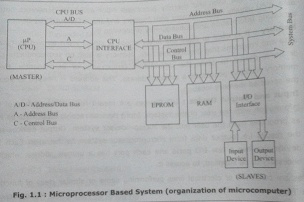 CPU BUS
A/D
Address Bus
System Bus
μP
(CPU)
A
CPU
INTERFACE
Data Bus
C
Control
Bus
(MASTER)
EPROM
RAM
I/O
Interface
A/D - Address/Data Bus
A - Address Bus
C - Control Bus
Input
Device
Output
Device
(SLAVES)
Fig. 1.1 : Microprocessor Based System (organization of microcomputer)